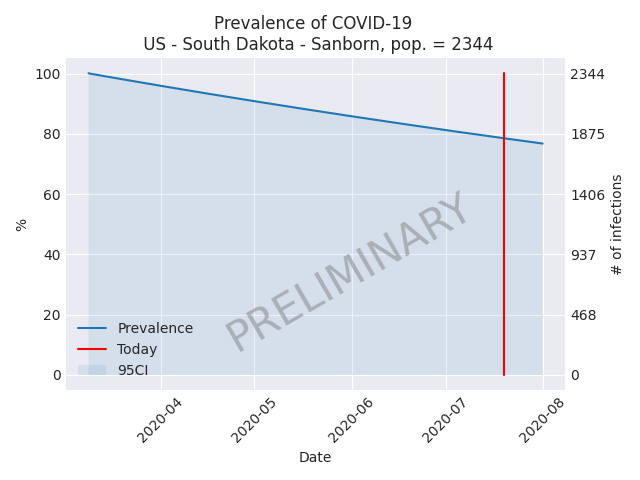 Prevalence of COVID-19
US - South Dakota - Sanborn, pop. = 2344
100
80
60
40
20
0
%
2344
1875
1406
937
468
0
# of infections
PRELIMINARY
Prevalence
Today
95CI
2020-04
2020-05
2020-06
2020-07
2020-08
Date